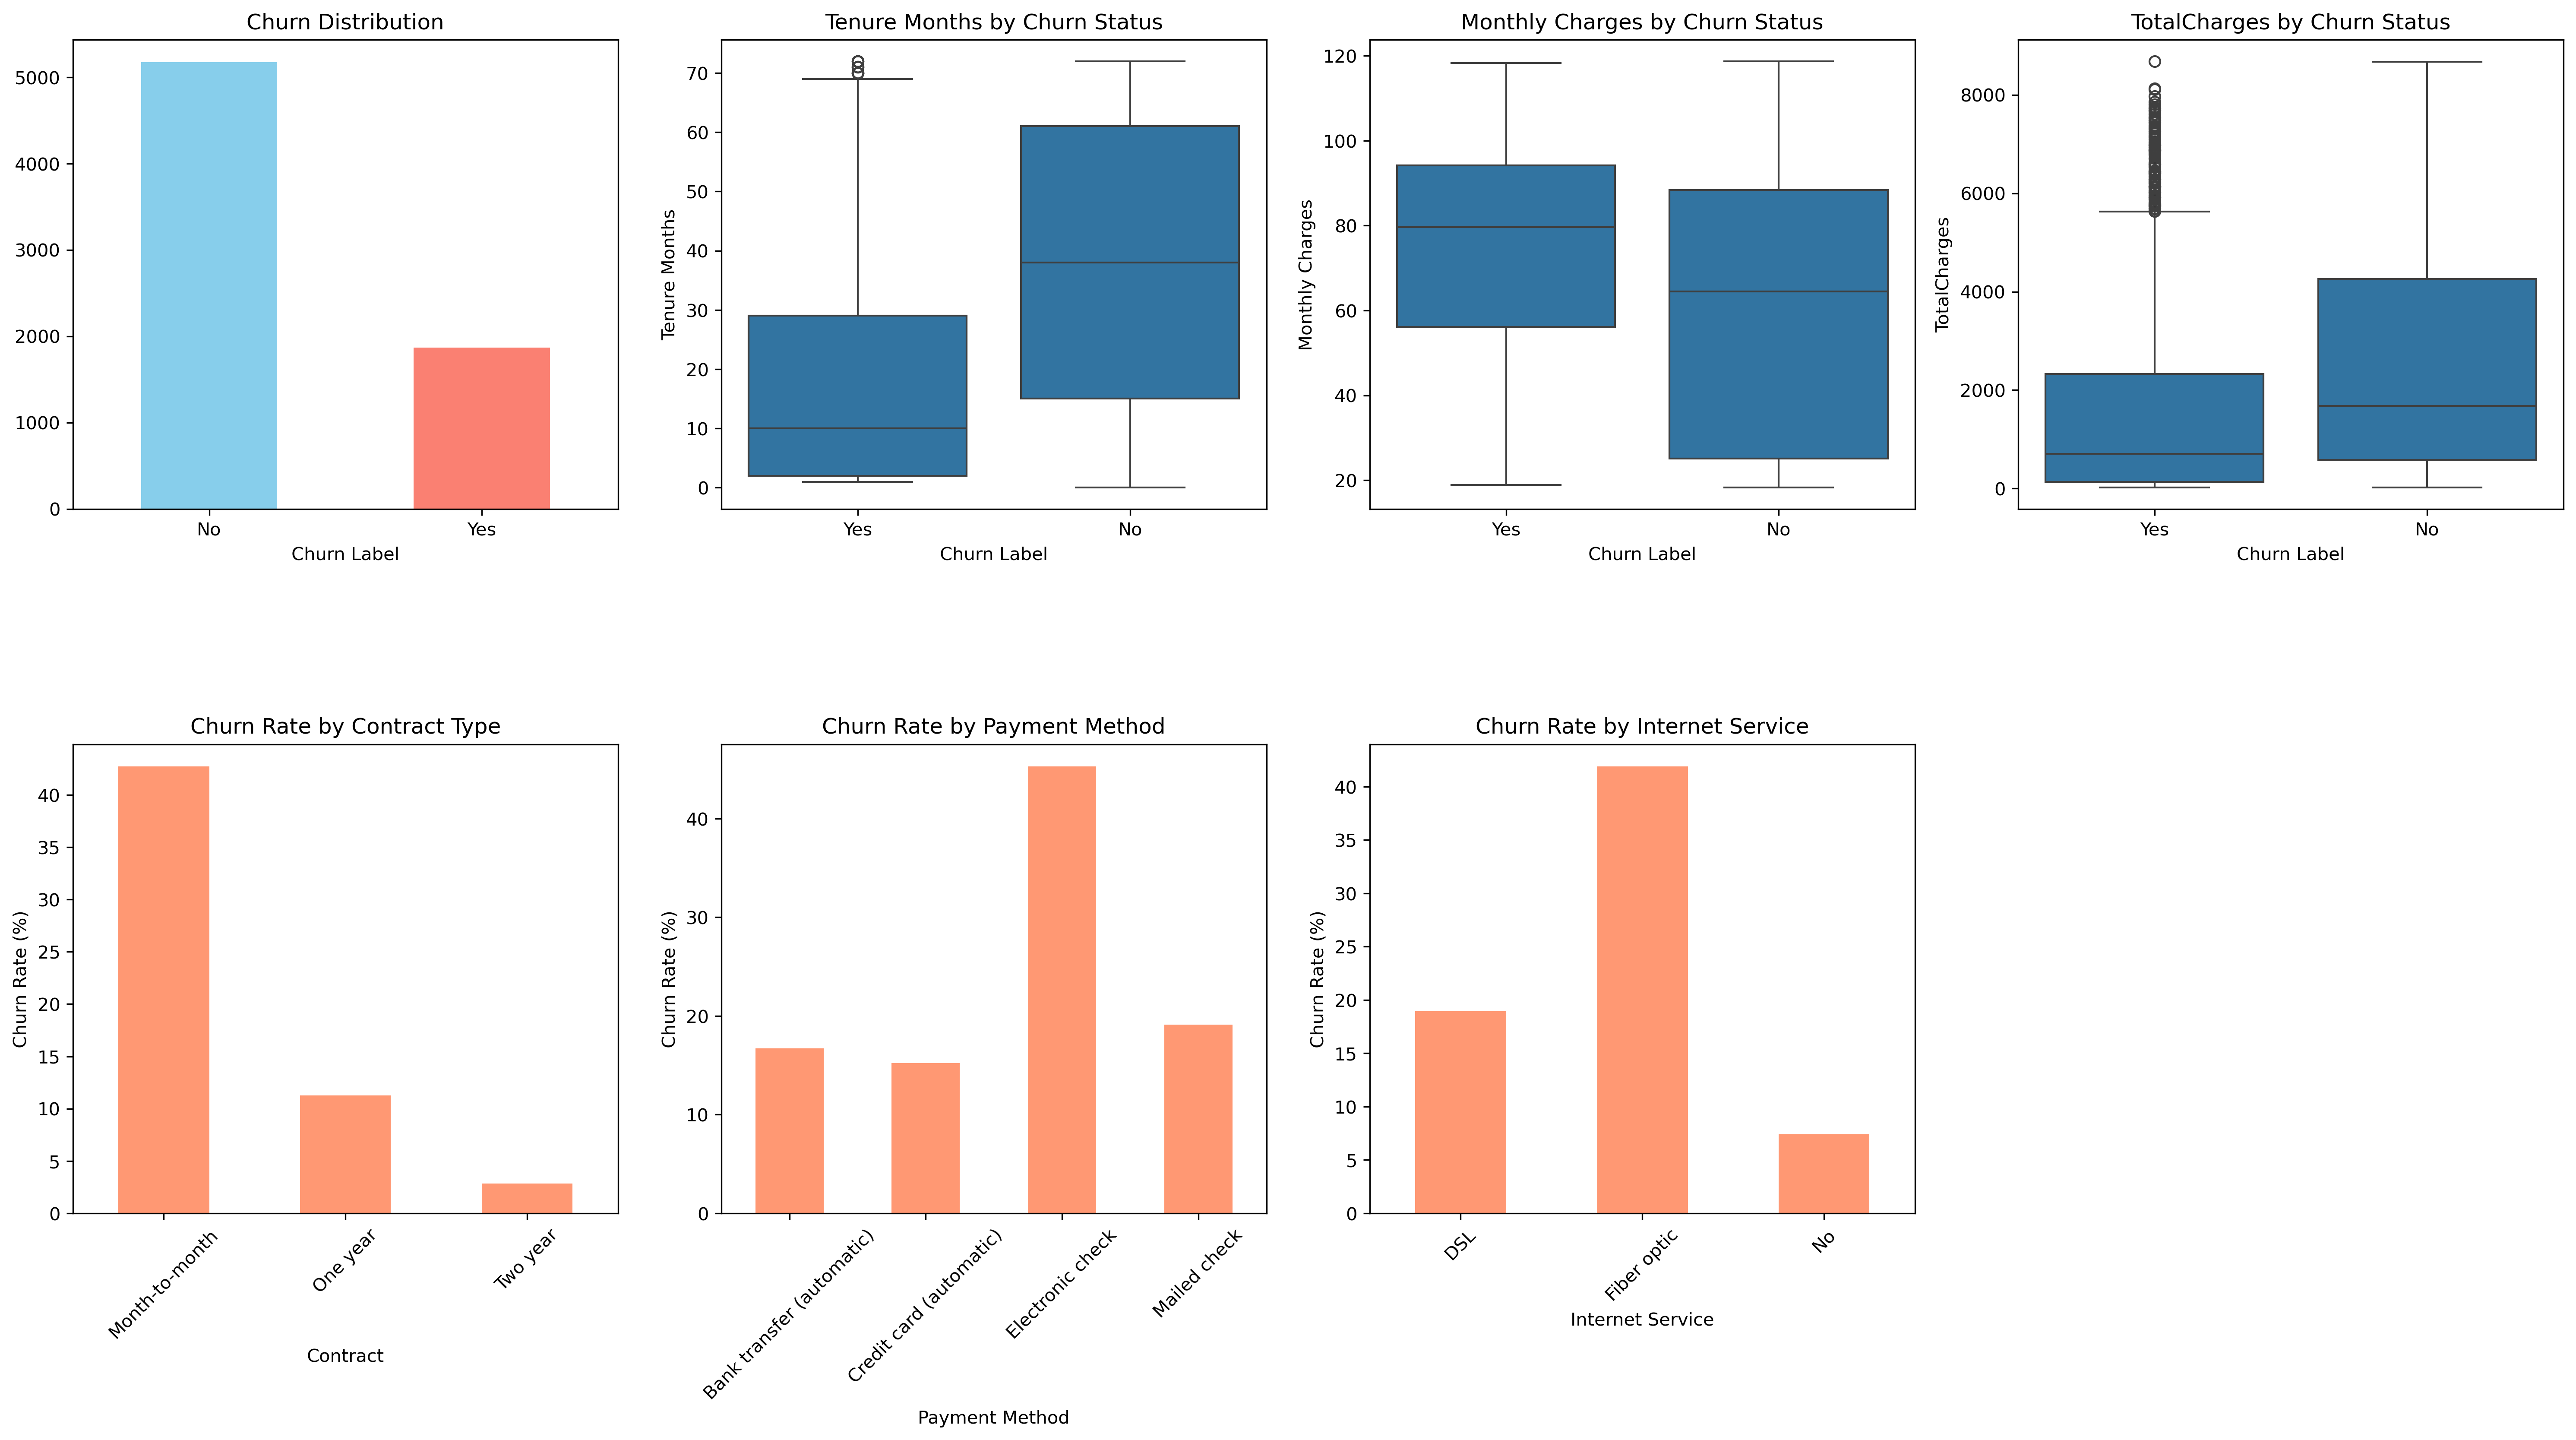 Churn Distribution
5000
4000
3000
2000
1000
0
No
Yes
Churn Label
Tenure Months by Churn Status
Tenure Months
70
60
50
40
30
20
10
0
Yes
No
Churn Label
Monthly Charges by Churn Status
Monthly Charges
120
100
80
60
40
20
Yes
No
Churn Label
TotalCharges by Churn Status
TotalCharges
8000
6000
4000
2000
0
Yes
No
Churn Label
Churn Rate by Contract Type
Churn Rate (%)
40
35
30
25
20
15
10
5
0
Month-to-month
One year
Two year
Contract
Churn Rate by Payment Method
Churn Rate (%)
40
30
20
10
0
Bank transfer (automatic)
Credit card (automatic)
Electronic check
Mailed check
Payment Method
Churn Rate by Internet Service
Churn Rate (%)
40
35
30
25
20
15
10
5
0
DSL
Fiber optic
No
Internet Service